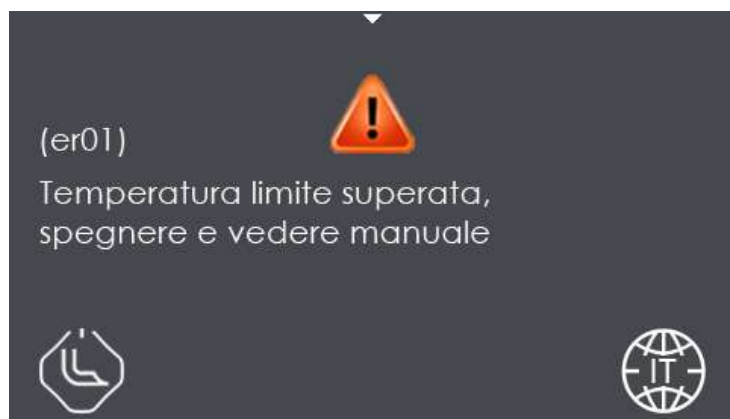 (er01)
Temperatura limite superata,
spegnere e vedere manuale
IT